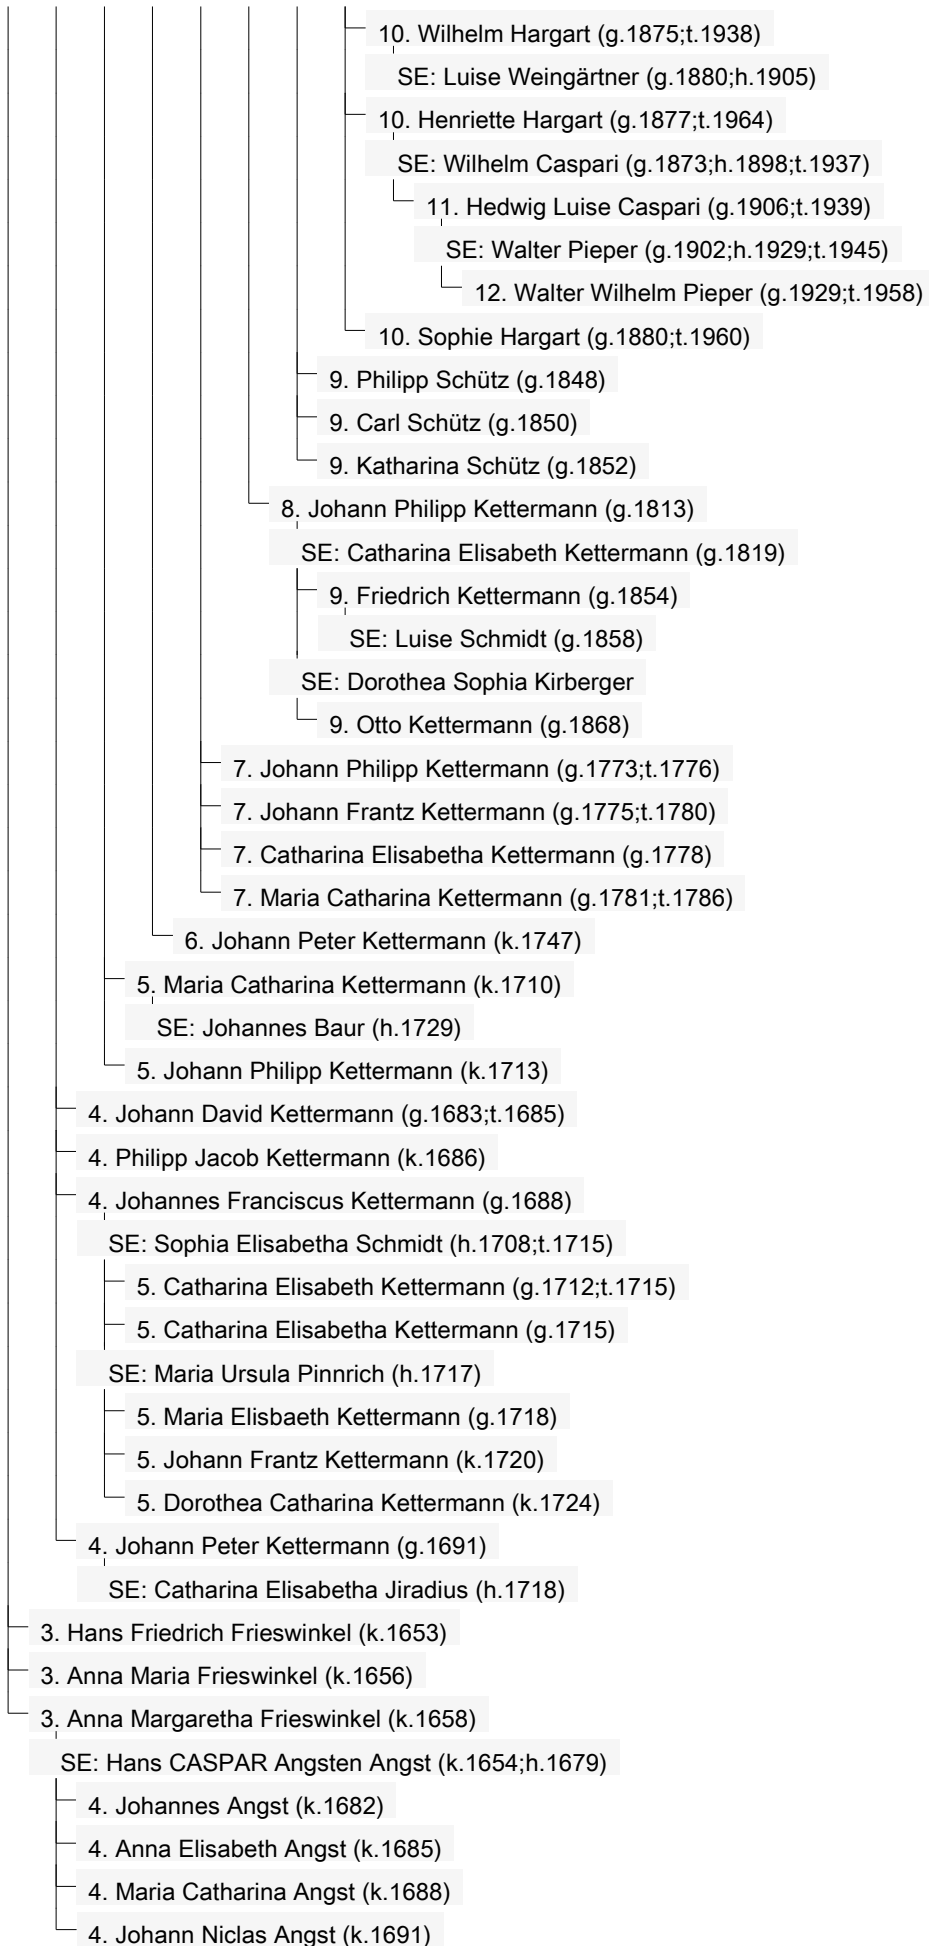 10. Wilhelm Hargart (g.1875;t.1938)
SE: Luise Weingärtner (g.1880;h.1905)
10. Henriette Hargart (g.1877;t.1964)
SE: Wilhelm Caspari (g.1873;h.1898;t.1937)
11. Hedwig Luise Caspari (g.1906;t.1939)
SE: Walter Pieper (g.1902;h.1929;t.1945)
12. Walter Wilhelm Pieper (g.1929;t.1958)
10. Sophie Hargart (g.1880;t.1960)
9. Philipp Schütz (g.1848)
9. Carl Schütz (g.1850)
9. Katharina Schütz (g.1852)
8. Johann Philipp Kettermann (g.1813)
SE: Catharina Elisabeth Kettermann (g.1819)
9. Friedrich Kettermann (g.1854)
SE: Luise Schmidt (g.1858)
SE: Dorothea Sophia Kirberger
9. Otto Kettermann (g.1868)
7. Johann Philipp Kettermann (g.1773;t.1776)
7. Johann Frantz Kettermann (g.1775;t.1780)
7. Catharina Elisabetha Kettermann (g.1778)
7. Maria Catharina Kettermann (g.1781;t.1786)
6. Johann Peter Kettermann (k.1747)
5. Maria Catharina Kettermann (k.1710)
SE: Johannes Baur (h.1729)
5. Johann Philipp Kettermann (k.1713)
4. Johann David Kettermann (g.1683;t.1685)
4. Philipp Jacob Kettermann (k.1686)
4. Johannes Franciscus Kettermann (g.1688)
SE: Sophia Elisabetha Schmidt (h.1708;t.1715)
5. Catharina Elisabeth Kettermann (g.1712;t.1715)
5. Catharina Elisabetha Kettermann (g.1715)
SE: Maria Ursula Pinnrich (h.1717)
5. Maria Elisbaeth Kettermann (g.1718)
5. Johann Frantz Kettermann (k.1720)
5. Dorothea Catharina Kettermann (k.1724)
4. Johann Peter Kettermann (g.1691)
SE: Catharina Elisabetha Jiradius (h.1718)
3. Hans Friedrich Frieswinkel (k.1653)
3. Anna Maria Frieswinkel (k.1656)
3. Anna Margaretha Frieswinkel (k.1658)
SE: Hans CASPAR Angsten Angst (k.1654;h.1679)
4. Johannes Angst (k.1682)
4. Anna Elisabeth Angst (k.1685)
4. Maria Catharina Angst (k.1688)
4. Johann Niclas Angst (k.1691)